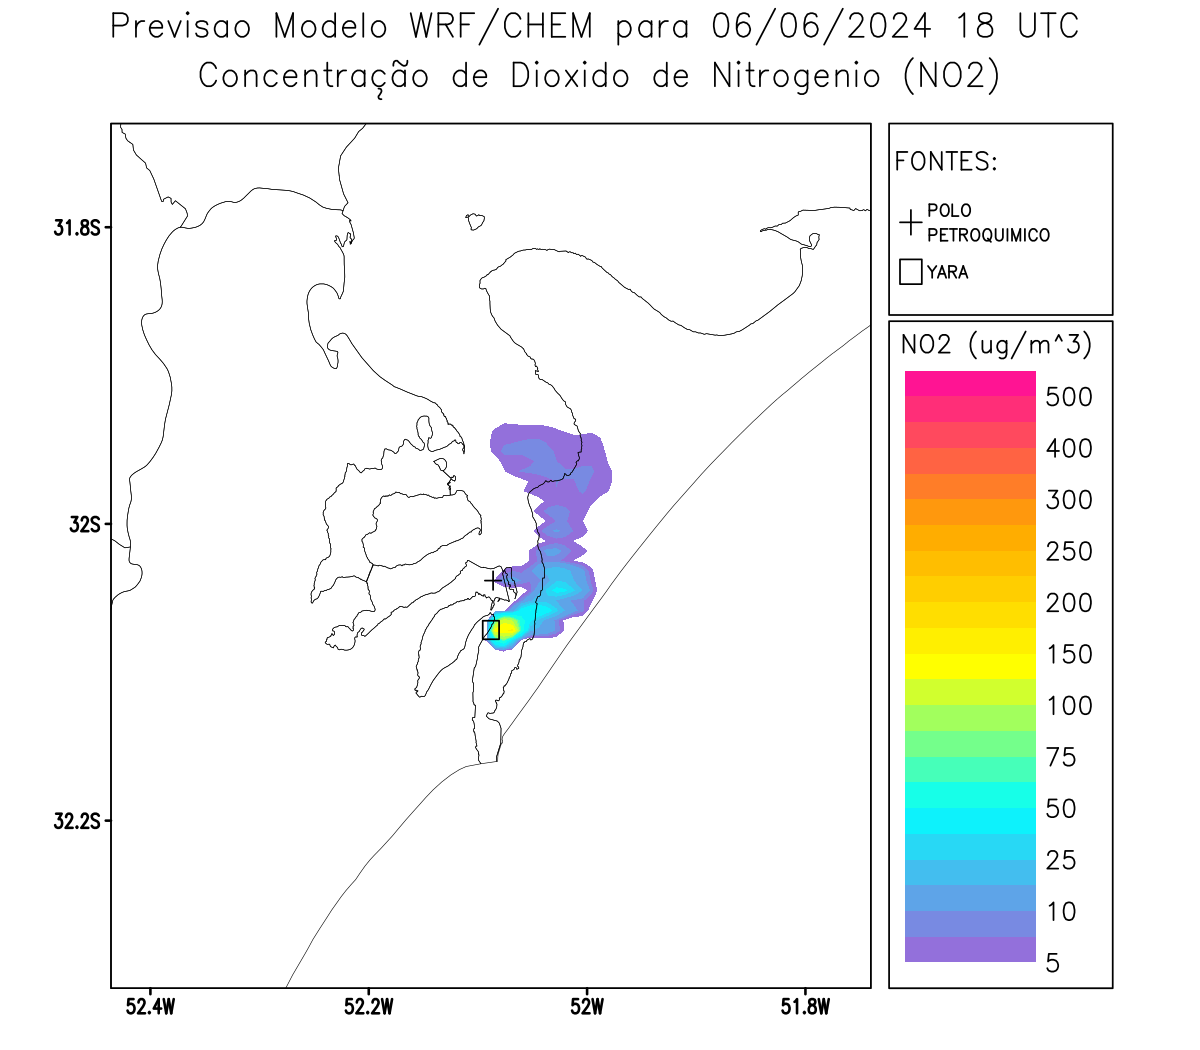 Previsao Modelo WRF/CHEM para 06/06/2024 18 UTC
Concentração de Dioxido de Nitrogenio (NO2)
FONTES:
POLO
PETROQUIMICO
YARA
NO2 (ug/m^3)
500
400
300
250
200
150
100
75
50
25
10
5
31.8S
32S
32.2S
52.4W
52.2W
52W
51.8W